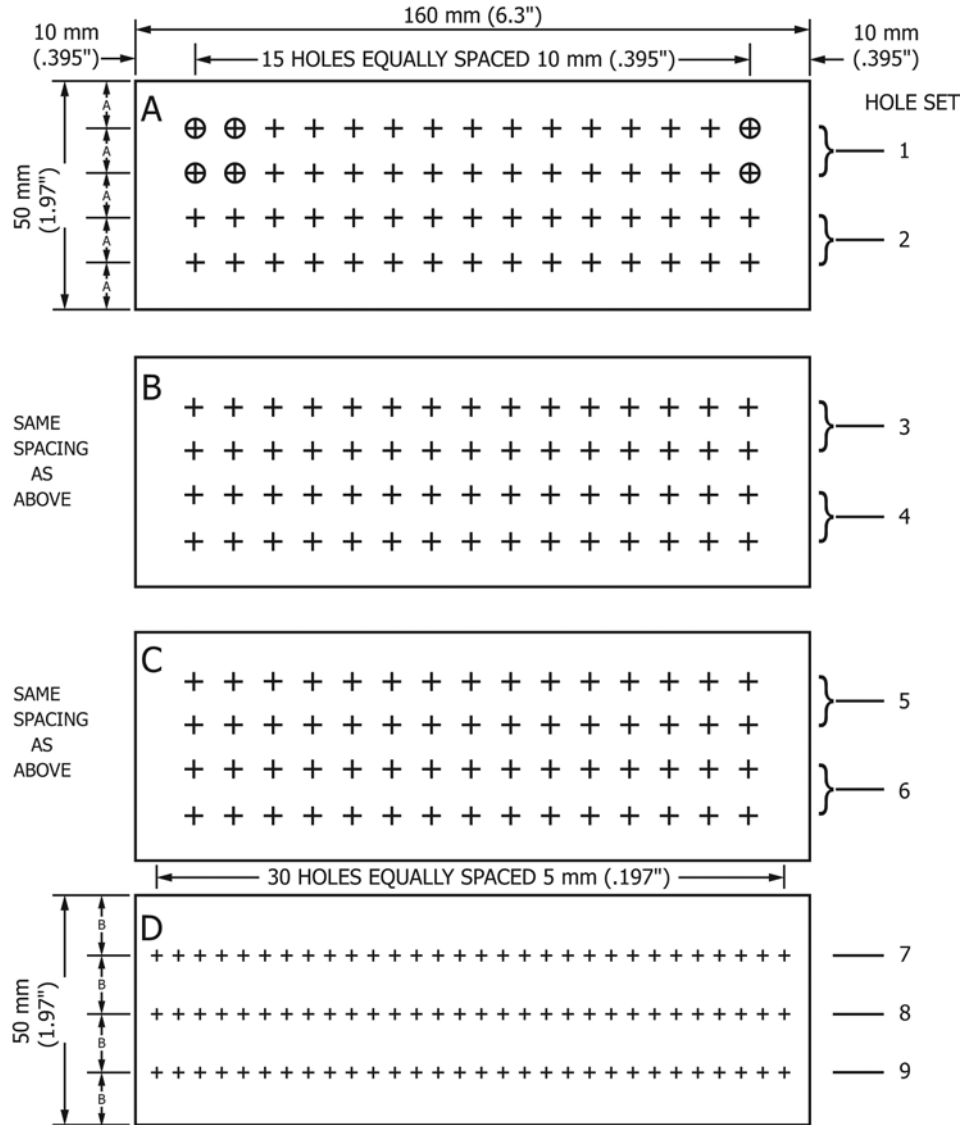 160 mm (6.3")
10 mm
(.395")
10 mm
(.395")
15 HOLES EQUALLY SPACED 10 mm (.395")
HOLE SET
A
A
A
A
A
A
50 mm
(1.97")
1
2
B
SAME
SPACING
AS
ABOVE
3
4
C
SAME
SPACING
AS
ABOVE
5
6
30 HOLES EQUALLY SPACED 5 mm (.197")
D
B
B
B
B
50 mm
(1.97")
7
8
9